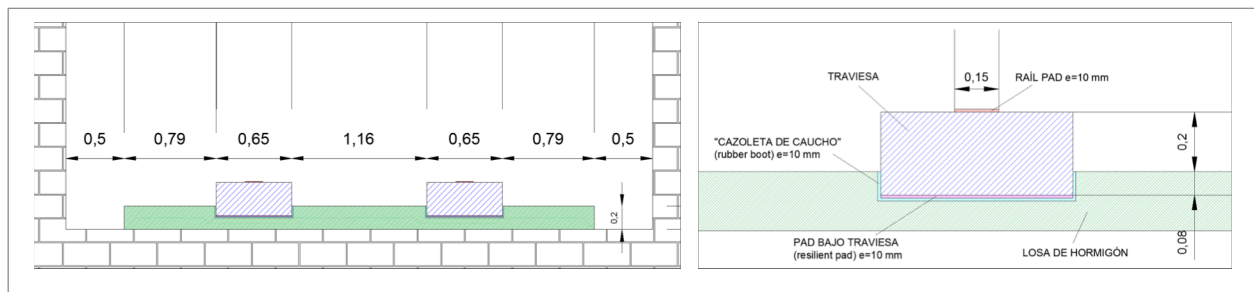 0,5
0,79
0,65
1,16
0,65
0,79
0,5
0,2
TRAVIESA
0,15
RAÍL PAD e=10 mm
"CAZOLETA DE CAUCHO"
(rubber boot) e=10 mm
0,2
PAD BAJO TRAVIESA
(resilient pad) e=10 mm
LOSA DE HORMIGÓN
0,08